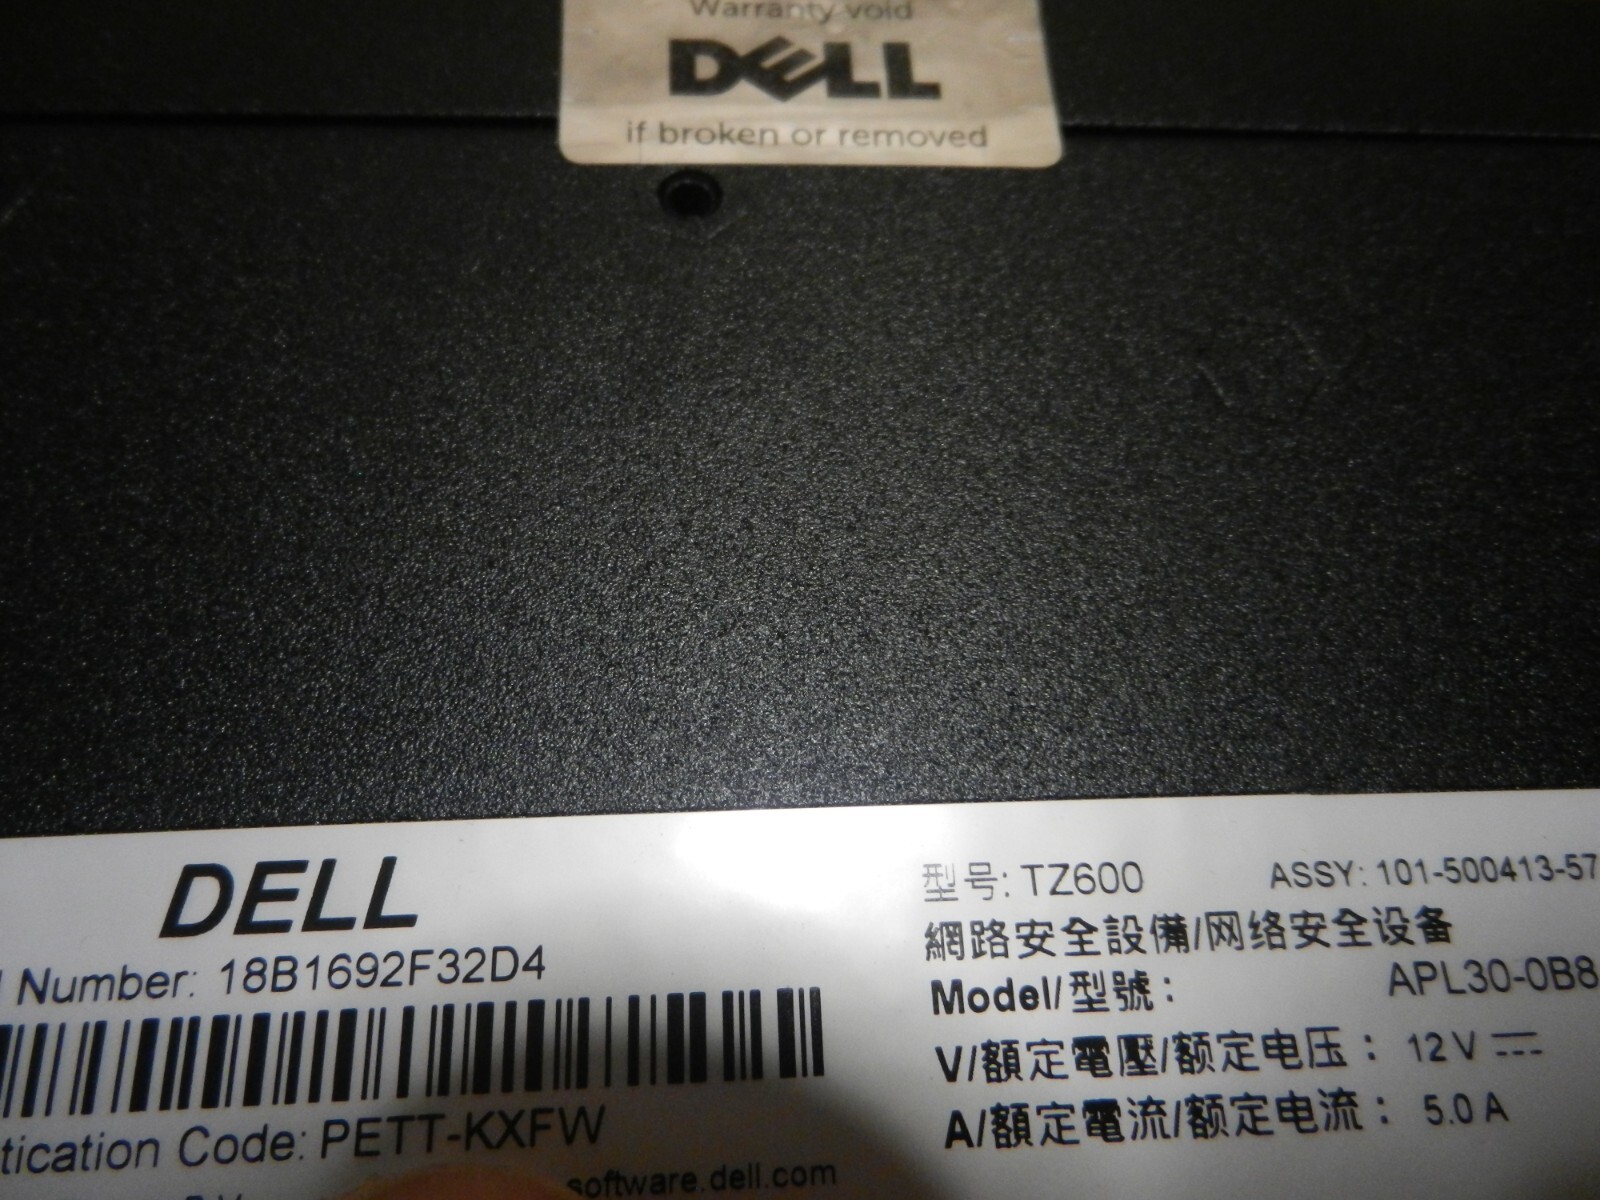 Warranty void
DELL
if broken or removed
DELL
Number: 18B1692F32D4
tication Code: PETT-KXFW
software.dell.com
型号: TZ600 ASSY: 101-500413-57
網路安全設備/网络安全设备
Model/型號: APL30-0B8
V/額定電壓/额定电压: 12V
A/額定電流/额定电流: 5.0 A